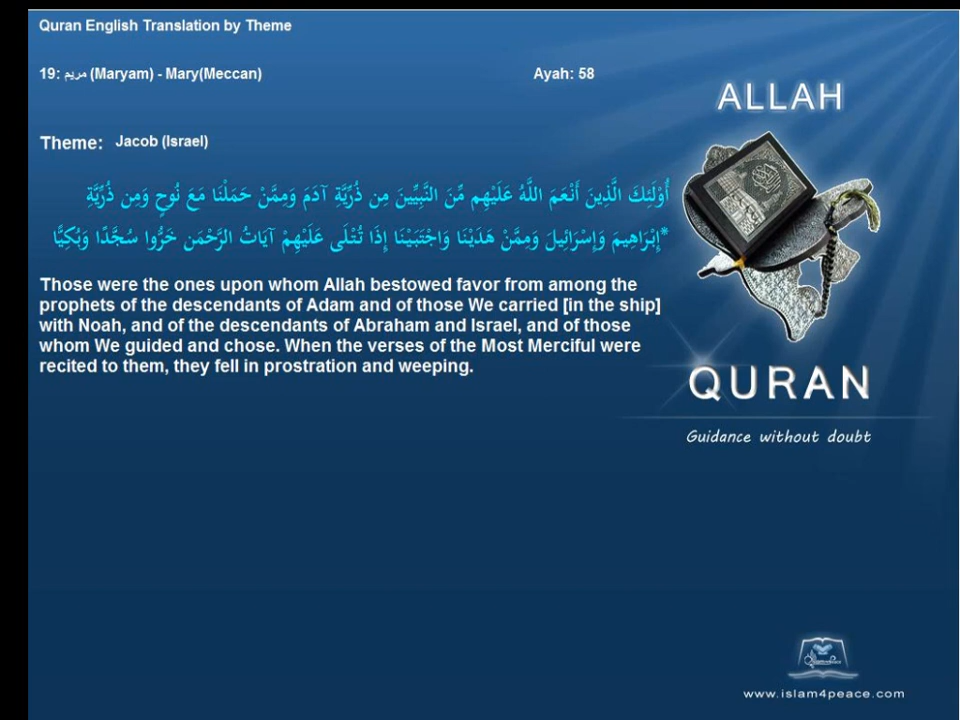 Quran English Translation by Theme
19: مريم (Maryam) - Mary(Meccan) Ayah: 58
ALLAH
Theme: Jacob (Israel)
أُوْلَئِكَ الَّذِينَ أَنْعَمَ اللَّهُ عَلَيْهِم مِّنَ النَّبِيِّينَ مِن ذُرِّيَّةِ آدَمَ وَمِمَّنْ حَمَلْنَا مَعَ نُوحٍ وَمِن ذُرِّيَّةِ
*إِبْرَاهِيمَ وَإِسْرَائِيلَ وَمِمَّنْ هَدَيْنَا وَاجْتَبَيْنَا إِذَا تُتْلَى عَلَيْهِمْ آيَاتُ الرَّحْمَن خَرُّوا سُجَّدًا وَبُكِيًّا
Those were the ones upon whom Allah bestowed favor from among the
prophets of the descendants of Adam and of those We carried [in the ship]
with Noah, and of the descendants of Abraham and Israel, and of those
whom We guided and chose. When the verses of the Most Merciful were
recited to them, they fell in prostration and weeping.
QURAN
Guidance without doubt
www.islam4peace.com